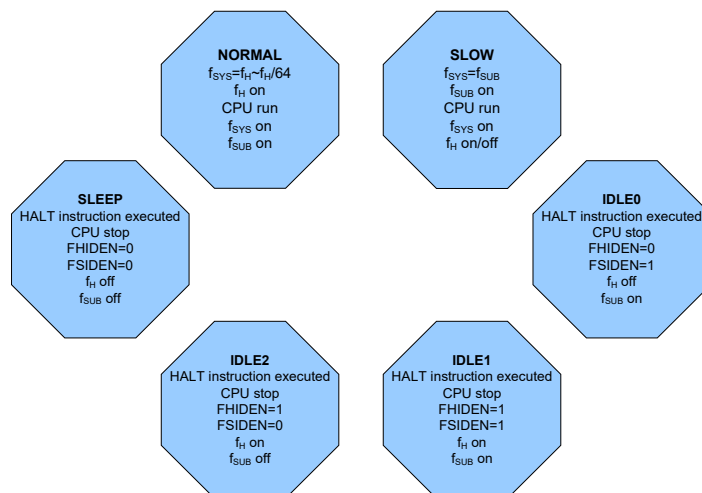 NORMAL
fSYS=fH~fH/64
fH on
CPU run
fSYS on
fSUB on
SLOW
fSYS=fSUB
fSUB on
CPU run
fSYS on
fH on/off
SLEEP
HALT instruction executed
CPU stop
FHIDEN=0
FSIDEN=0
fH off
fSUB off
IDLE0
HALT instruction executed
CPU stop
FHIDEN=0
FSIDEN=1
fH off
fSUB on
IDLE2
HALT instruction executed
CPU stop
FHIDEN=1
FSIDEN=0
fH on
fSUB off
IDLE1
HALT instruction executed
CPU stop
FHIDEN=1
FSIDEN=1
fH on
fSUB on